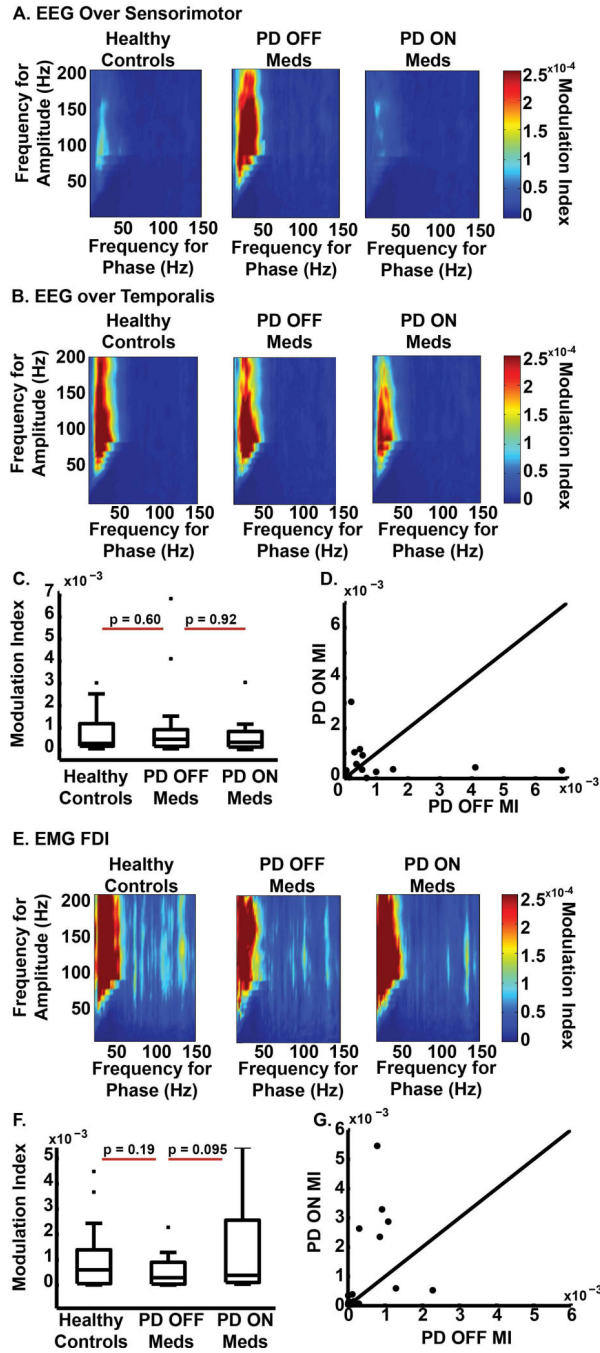 A. EEG Over Sensorimotor
Healthy Controls
PD OFF Meds
PD ON Meds
Frequency for Amplitude (Hz)
200
150
100
50
50 150
50 150
50 150
Frequency for Phase (Hz)
Frequency for Phase (Hz)
Frequency for Phase (Hz)
x10⁻⁴
2.5
2
1.5
1
0.5
0
Modulation Index
B. EEG over Temporalis
Healthy Controls
PD OFF Meds
PD ON Meds
Frequency for Amplitude (Hz)
200
150
100
50
50 150
50 150
50 150
Frequency for Phase (Hz)
Frequency for Phase (Hz)
Frequency for Phase (Hz)
x10⁻⁴
2.5
2
1.5
1
0.5
0
Modulation Index
C.
x10⁻³
Modulation Index
7
6
5
4
3
2
1
0
p = 0.60
p = 0.92
Healthy Controls
PD OFF Meds
PD ON Meds
D.
x10⁻³
PD ON MI
6
4
2
0
0 1 2 3 4 5 6
x10⁻³
PD OFF MI
E. EMG FDI
Healthy Controls
PD OFF Meds
PD ON Meds
Frequency for Amplitude (Hz)
200
150
100
50
50 100 150
50 100 150
50 100 150
Frequency for Phase (Hz)
Frequency for Phase (Hz)
Frequency for Phase (Hz)
x10⁻⁴
2.5
2
1.5
1
0.5
0
Modulation Index
F.
x10⁻³
Modulation Index
5
4
3
2
1
0
p = 0.19
p = 0.095
Healthy Controls
PD OFF Meds
PD ON Meds
G.
x10⁻³
PD ON MI
6
5
4
3
2
1
0
0 1 2 3 4 5 6
x10⁻³
PD OFF MI